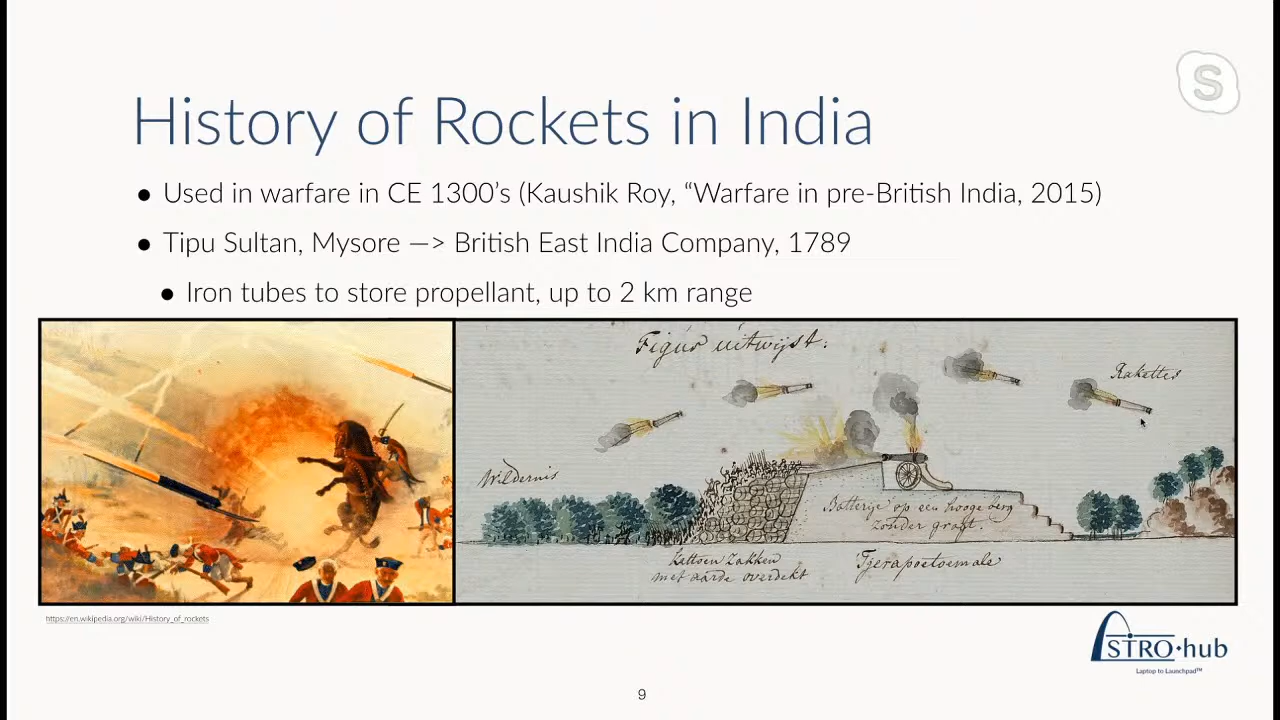 S
History of Rockets in India
● Used in warfare in CE 1300’s (Kaushik Roy, “Warfare in pre-British India, 2015)
● Tipu Sultan, Mysore —> British East India Company, 1789
● Iron tubes to store propellant, up to 2 km range
Figúr uitwijst:
Rakettes
Wildernis
Batterije op een hooge berg
zonder graft.
Kattoen Zakken
met aarde overdekt
Tjerapoetoemale
https://en.wikipedia.org/wiki/History_of_rockets
STRO·hub
Laptop to Launchpad™
9